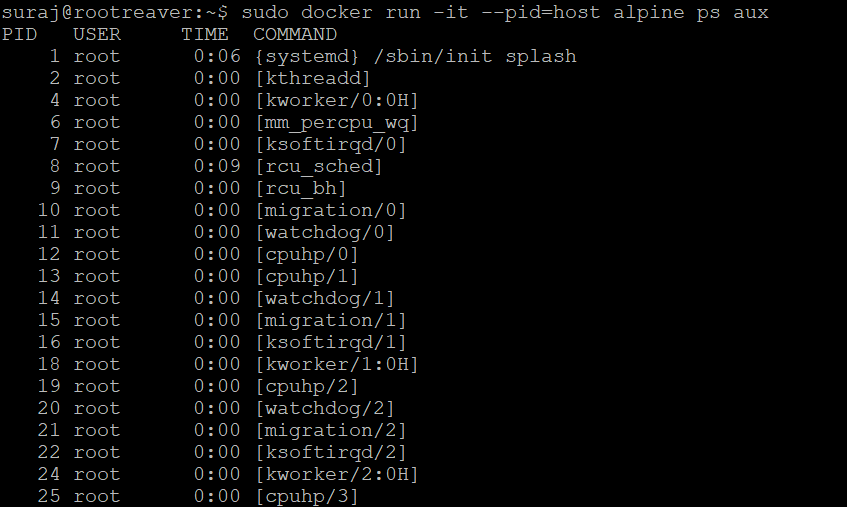 suraj@rootreaver:~$ sudo docker run -it --pid=host alpine ps aux
PID   USER     TIME  COMMAND
    1 root      0:06 {systemd} /sbin/init splash
    2 root      0:00 [kthreadd]
    4 root      0:00 [kworker/0:0H]
    6 root      0:00 [mm_percpu_wq]
    7 root      0:00 [ksoftirqd/0]
    8 root      0:09 [rcu_sched]
    9 root      0:00 [rcu_bh]
   10 root      0:00 [migration/0]
   11 root      0:00 [watchdog/0]
   12 root      0:00 [cpuhp/0]
   13 root      0:00 [cpuhp/1]
   14 root      0:00 [watchdog/1]
   15 root      0:00 [migration/1]
   16 root      0:00 [ksoftirqd/1]
   18 root      0:00 [kworker/1:0H]
   19 root      0:00 [cpuhp/2]
   20 root      0:00 [watchdog/2]
   21 root      0:00 [migration/2]
   22 root      0:00 [ksoftirqd/2]
   24 root      0:00 [kworker/2:0H]
   25 root      0:00 [cpuhp/3]